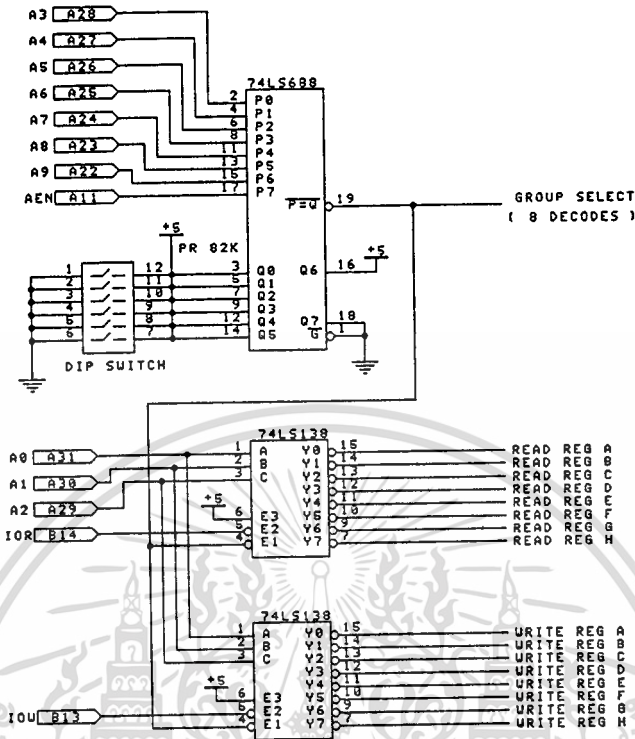 A3 A28
A4 A27
A5 A26
A6 A25
A7 A24
A8 A23
A9 A22
AEN A11
74LS688
2 P0
4 P1
6 P2
8 P3
11 P4
13 P5
15 P6
17 P7
P=Q 19
GROUP SELECT
( 8 DECODES )
+5
PR 82K
+5
1 12 3 Q0 Q6 16
2 11 5 Q1
3 10 7 Q2
4 9 9 Q3
5 8 12 Q4 Q7 18
6 7 14 Q5 G 1
DIP SWITCH
74LS138
A0 A31 1 A Y0 15 READ REG A
A1 A30 2 B Y1 14 READ REG B
A2 A29 3 C Y2 13 READ REG C
Y3 12 READ REG D
+5 Y4 11 READ REG E
6 E3 Y5 10 READ REG F
IOR B14 5 E2 Y6 9 READ REG G
4 E1 Y7 7 READ REG H
74LS138
1 A Y0 15 WRITE REG A
2 B Y1 14 WRITE REG B
3 C Y2 13 WRITE REG C
Y3 12 WRITE REG D
+5 Y4 11 WRITE REG E
6 E3 Y5 10 WRITE REG F
IOW B13 5 E2 Y6 9 WRITE REG G
4 E1 Y7 7 WRITE REG H